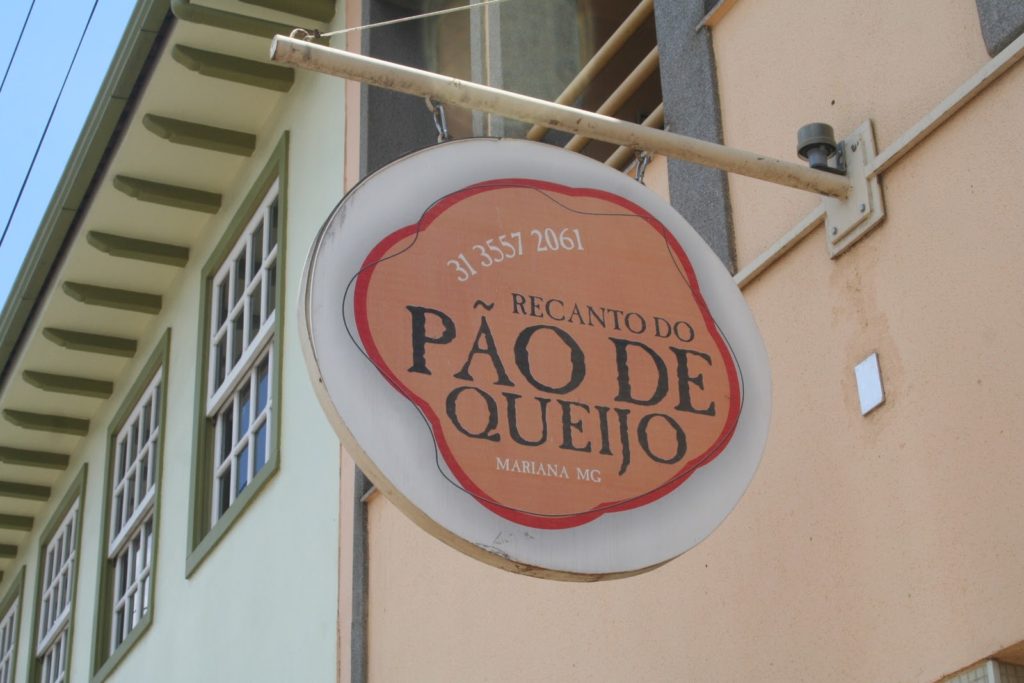 31 3557 2061
RECANTO DO
PÃO DE
QUEIJO
MARIANA MG